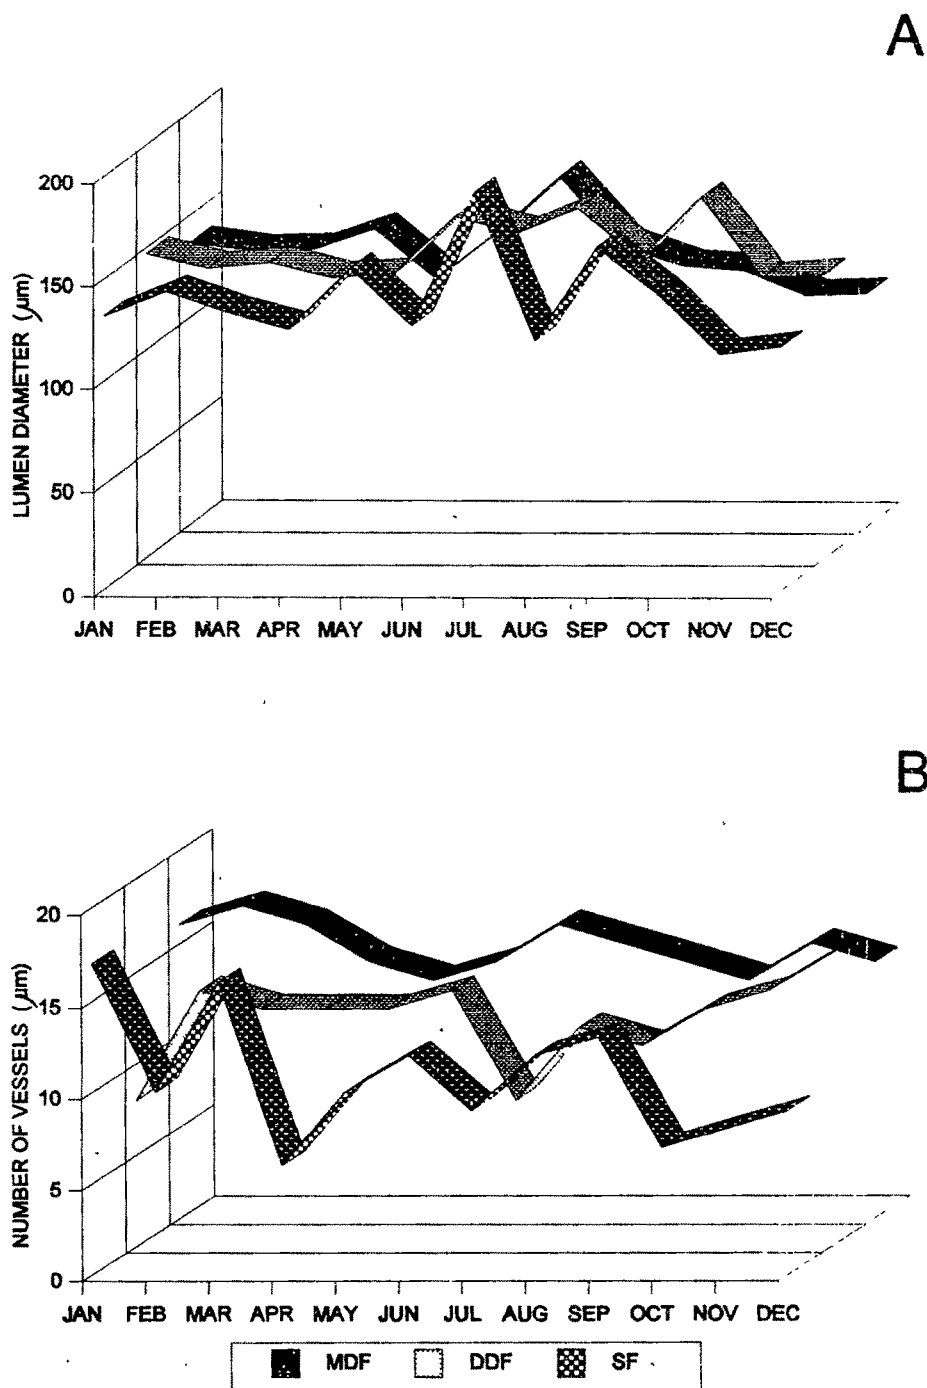 A
200
150
100
50
0
LUMEN DIAMETER (μm)
JAN FEB MAR APR MAY JUN JUL AUG SEP OCT NOV DEC
B
20
15
10
5
0
NUMBER OF VESSELS (μm)
JAN FEB MAR APR MAY JUN JUL AUG SEP OCT NOV DEC
MDF DDF SF